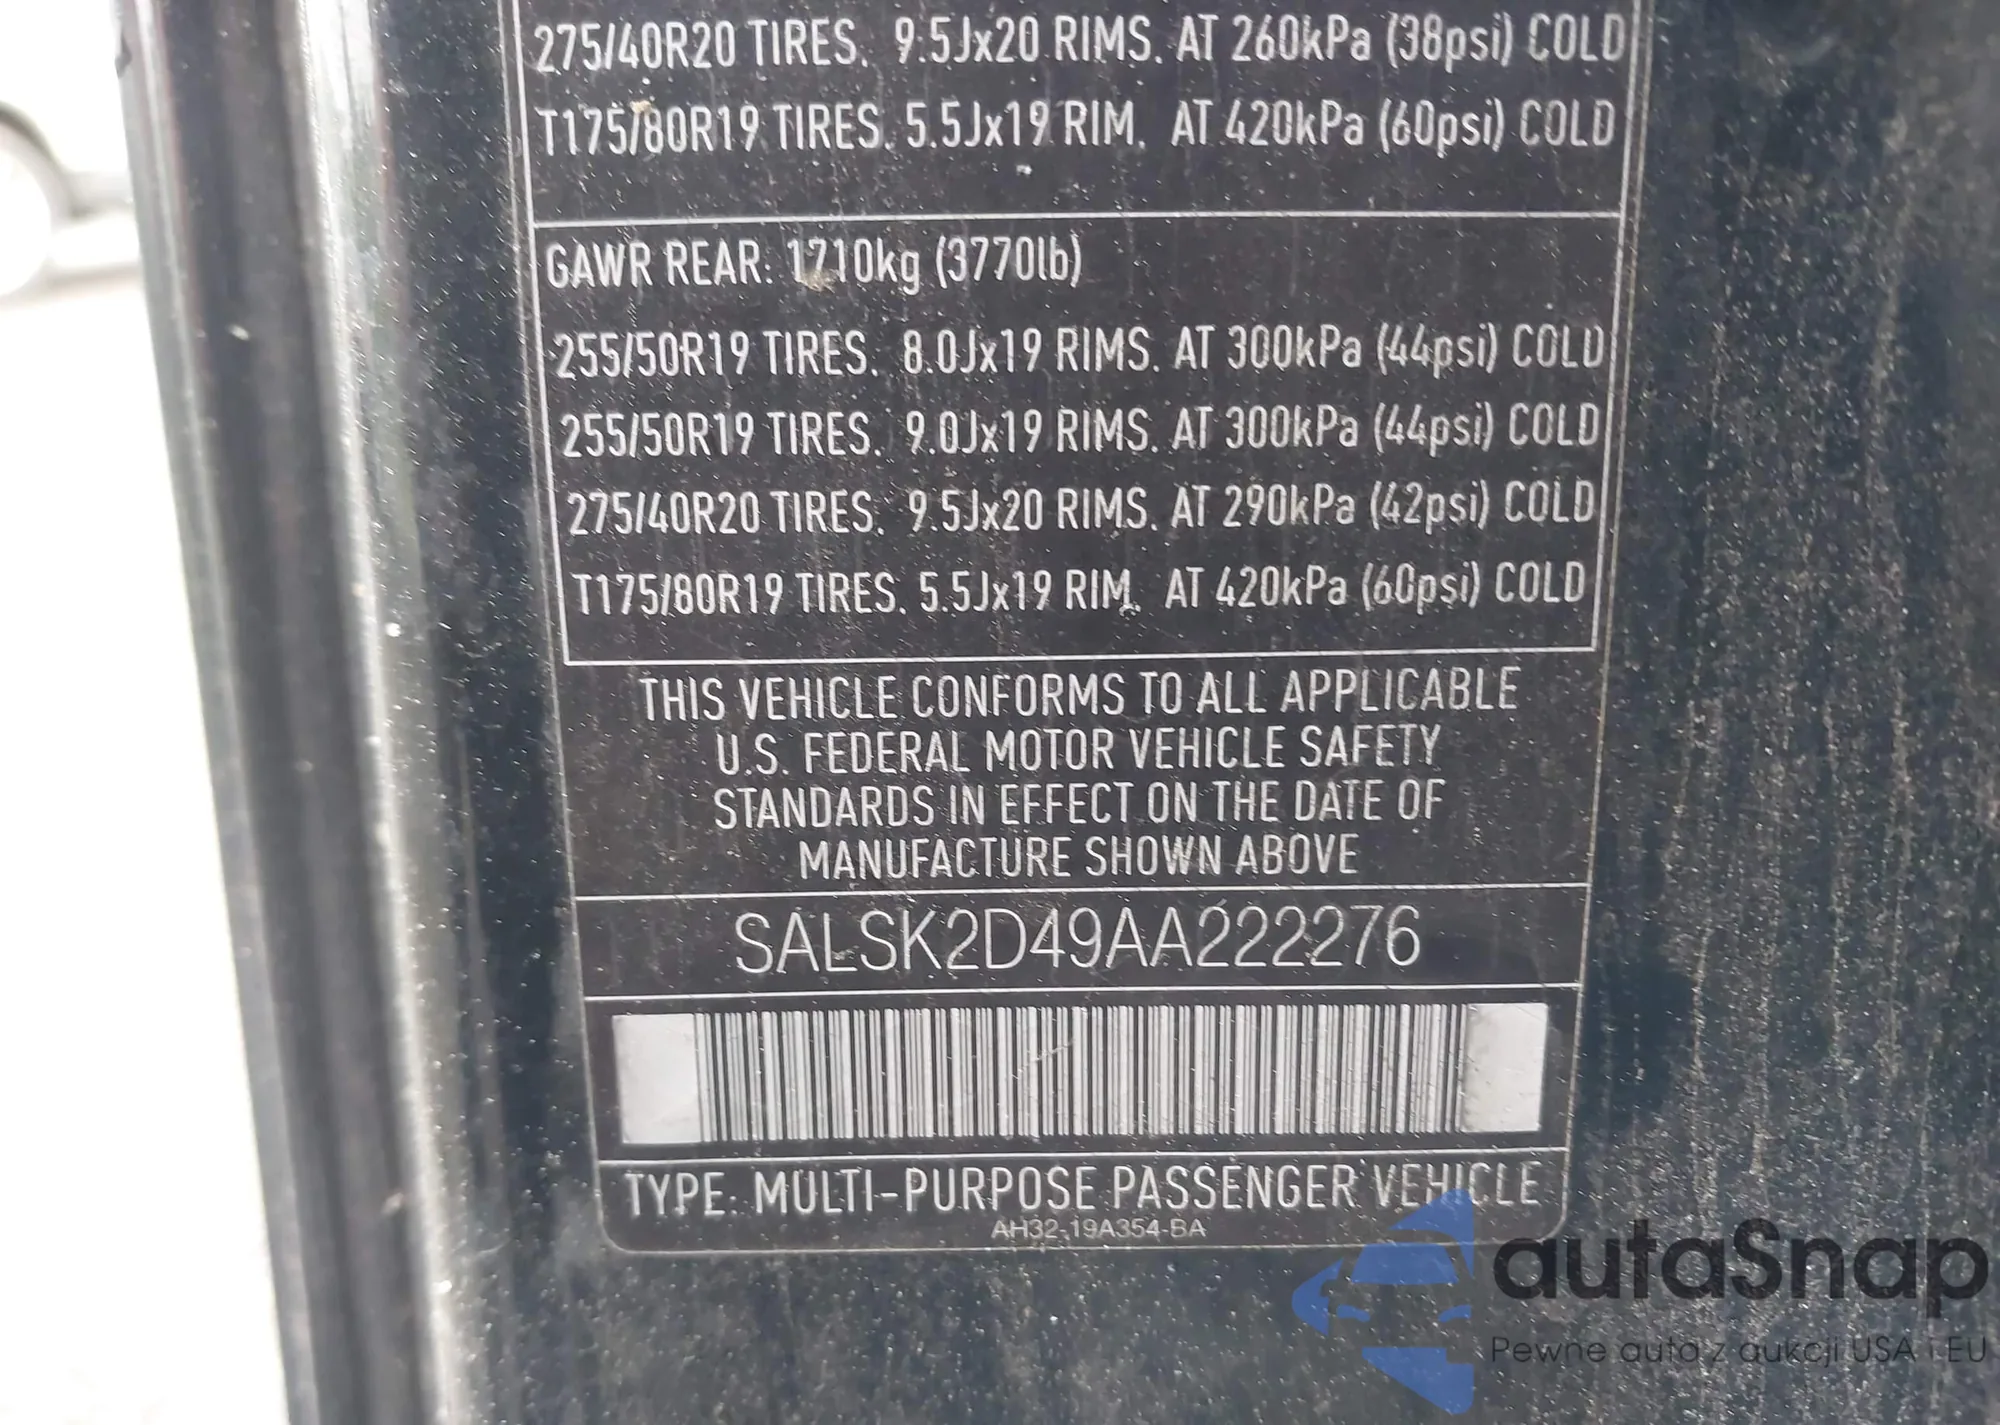 275/40R20 TIRES. 9.5Jx20 RIMS. AT 260kPa (38psi) COLD
T175/80R19 TIRES. 5.5Jx19 RIM. AT 420kPa (60psi) COLD
GAWR REAR: 1710kg (3770lb)
255/50R19 TIRES. 8.0Jx19 RIMS. AT 300kPa (44psi) COLD
255/50R19 TIRES. 9.0Jx19 RIMS. AT 300kPa (44psi) COLD
275/40R20 TIRES. 9.5Jx20 RIMS. AT 290kPa (42psi) COLD
T175/80R19 TIRES. 5.5Jx19 RIM. AT 420kPa (60psi) COLD
THIS VEHICLE CONFORMS TO ALL APPLICABLE
U.S. FEDERAL MOTOR VEHICLE SAFETY
STANDARDS IN EFFECT ON THE DATE OF
MANUFACTURE SHOWN ABOVE
SALSK2D49AA222276
TYPE: MULTI-PURPOSE PASSENGER VEHICLE
AH32-19A354-BA
autaSnap
Pewne auta z aukcji USA i EU